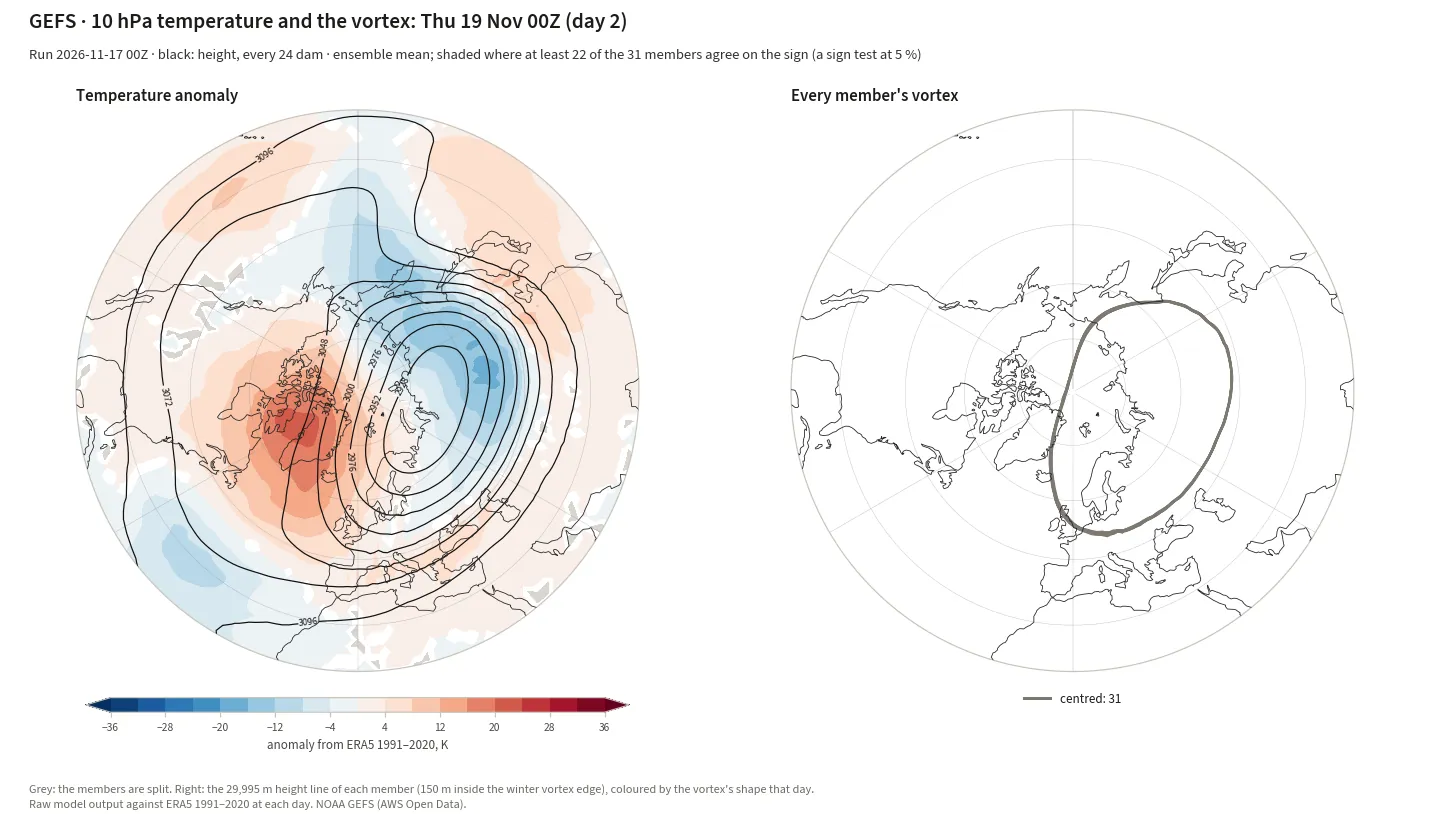 GEFS · 10 hPa temperature and the vortex: Thu 19 Nov 00Z (day 2)
Run 2026-11-17 00Z · black: height, every 24 dam · ensemble mean; shaded where at least 22 of the 31 members agree on the sign (a sign test at 5 %)
Temperature anomaly
Every member's vortex
3096
3048
2976
3072
3000
2952
2976
3096
centred: 31
−36 −28 −20 −12 −4 4 12 20 28 36
anomaly from ERA5 1991–2020, K
Grey: the members are split. Right: the 29,995 m height line of each member (150 m inside the winter vortex edge), coloured by the vortex's shape that day.
Raw model output against ERA5 1991–2020 at each day. NOAA GEFS (AWS Open Data).